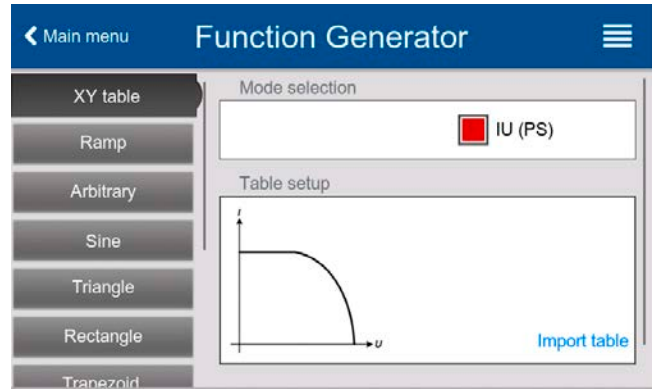 Main menu
Function Generator
XY table
Ramp
Arbitrary
Sine
Triangle
Rectangle
Trapezoid
Mode selection
IU (PS)
Table setup
I
U
Import table